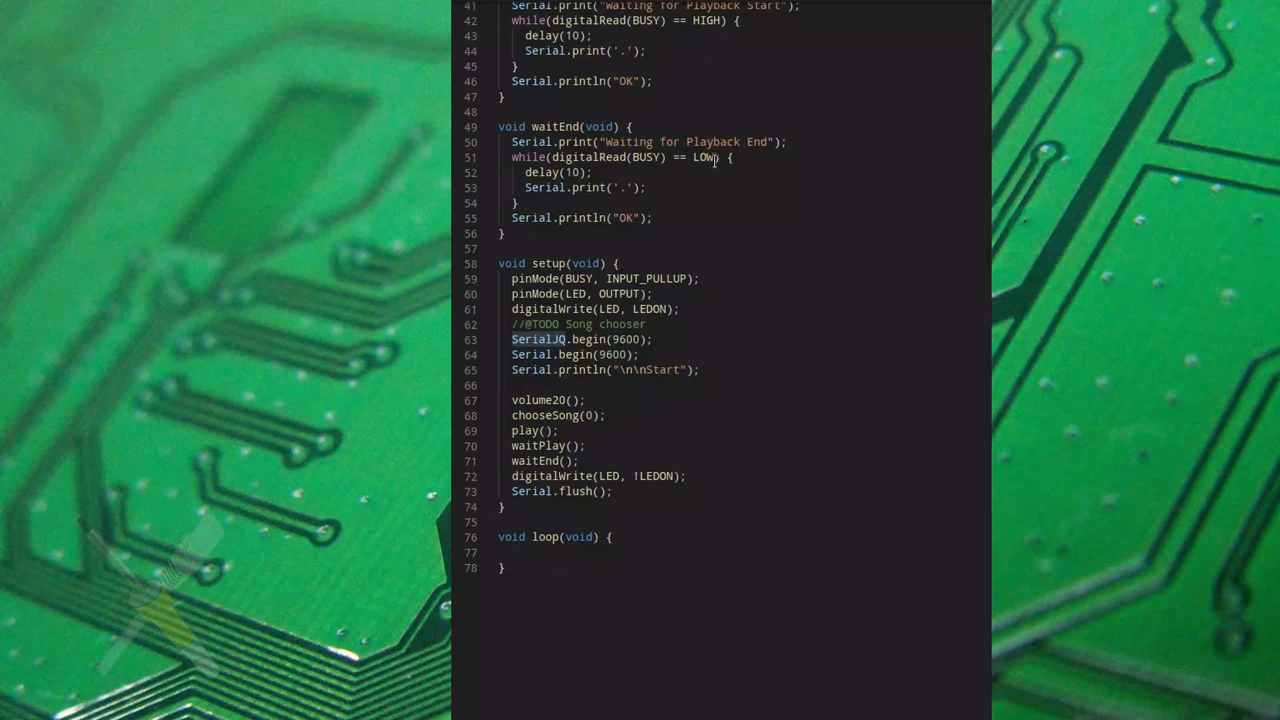 41 Serial.print("Waiting for Playback Start");
42 while(digitalRead(BUSY) == HIGH) {
43 delay(10);
44 Serial.print('.');
45 }
46 Serial.println("OK");
47 }
48
49 void waitEnd(void) {
50 Serial.print("Waiting for Playback End");
51 while(digitalRead(BUSY) == LOW) {
52 delay(10);
53 Serial.print('.');
54 }
55 Serial.println("OK");
56 }
57
58 void setup(void) {
59 pinMode(BUSY, INPUT_PULLUP);
60 pinMode(LED, OUTPUT);
61 digitalWrite(LED, LEDON);
62 //@TODO Song chooser
63 SerialJQ.begin(9600);
64 Serial.begin(9600);
65 Serial.println("\n\nStart");
66
67 volume20();
68 chooseSong(0);
69 play();
70 waitPlay();
71 waitEnd();
72 digitalWrite(LED, !LEDON);
73 Serial.flush();
74 }
75
76 void loop(void) {
77
78 }